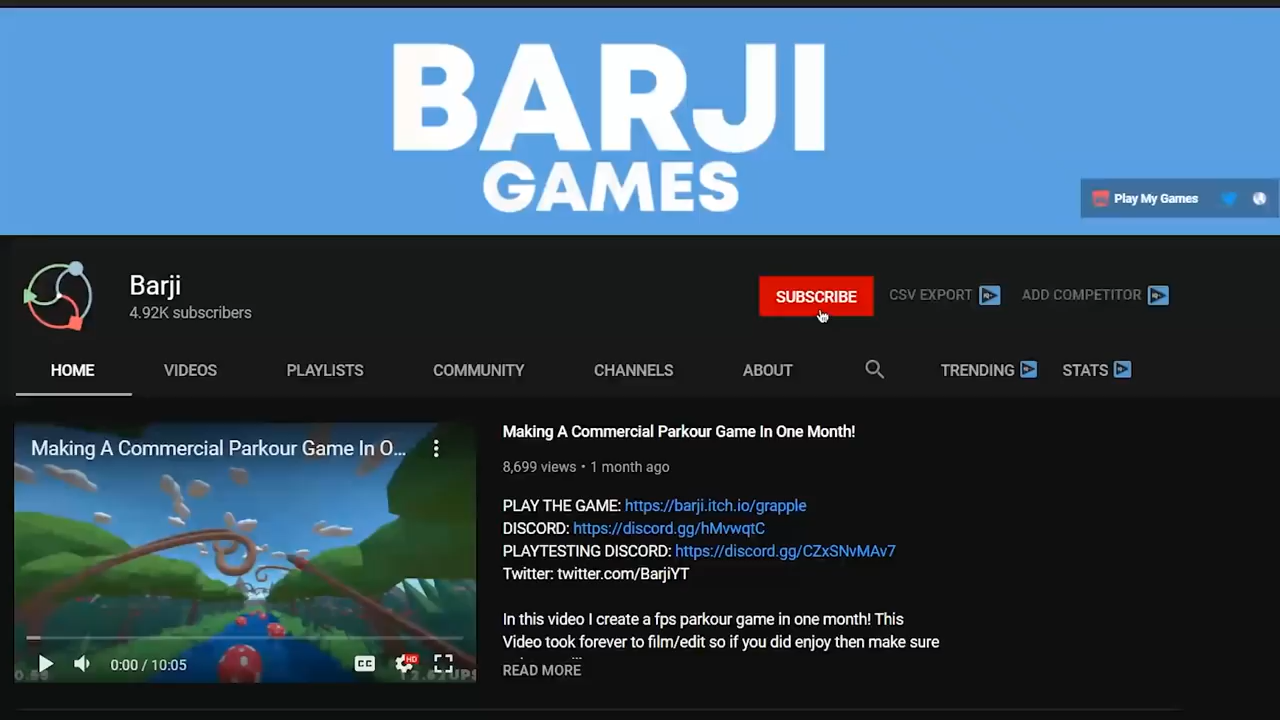 BARJI
GAMES
Play My Games
Barji
4.92K subscribers
SUBSCRIBE
CSV EXPORT
ADD COMPETITOR
HOME
VIDEOS
PLAYLISTS
COMMUNITY
CHANNELS
ABOUT
TRENDING
STATS
Making A Commercial Parkour Game In O...
0:00 / 10:05
CC
HD
Making A Commercial Parkour Game In One Month!
8,699 views • 1 month ago
PLAY THE GAME: https://barji.itch.io/grapple
DISCORD: https://discord.gg/hMvwqtC
PLAYTESTING DISCORD: https://discord.gg/CZxSNvMAv7
Twitter: twitter.com/BarjiYT
In this video I create a fps parkour game in one month! This
Video took forever to film/edit so if you did enjoy then make sure
READ MORE